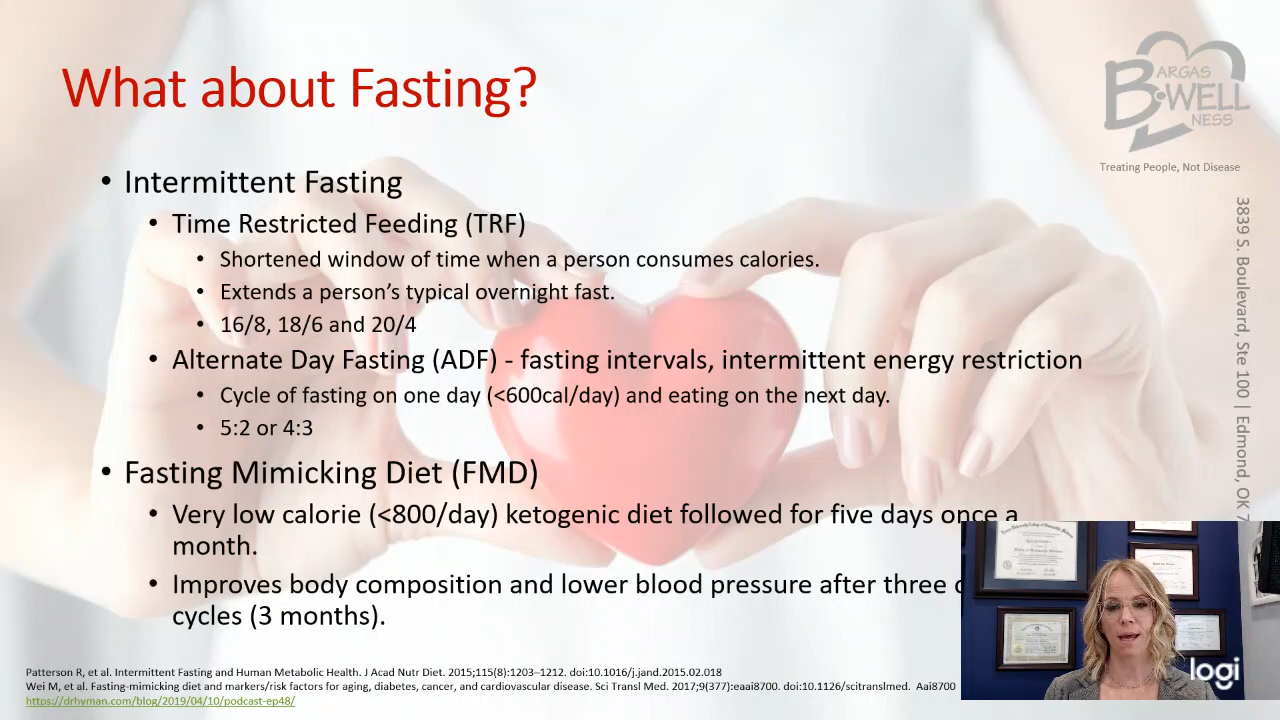 What about Fasting?
BARGAS
B·WELL
NESS
Treating People, Not Disease
3839 S. Boulevard, Ste 100 | Edmond, OK 7
• Intermittent Fasting
• Time Restricted Feeding (TRF)
• Shortened window of time when a person consumes calories.
• Extends a person's typical overnight fast.
• 16/8, 18/6 and 20/4
• Alternate Day Fasting (ADF) - fasting intervals, intermittent energy restriction
• Cycle of fasting on one day (<600cal/day) and eating on the next day.
• 5:2 or 4:3
• Fasting Mimicking Diet (FMD)
• Very low calorie (<800/day) ketogenic diet followed for five days once a
month.
• Improves body composition and lower blood pressure after three
cycles (3 months).
Patterson R, et al. Intermittent Fasting and Human Metabolic Health. J Acad Nutr Diet. 2015;115(8):1203–1212. doi:10.1016/j.jand.2015.02.018
Wei M, et al. Fasting-mimicking diet and markers/risk factors for aging, diabetes, cancer, and cardiovascular disease. Sci Transl Med. 2017;9(377):eaai8700. doi:10.1126/scitranslmed. Aai8700
https://drhyman.com/blog/2019/04/10/podcast-ep48/
logi